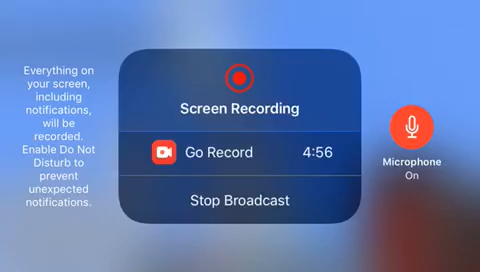 Everything on
your screen,
including
notifications,
will be
recorded.
Enable Do Not
Disturb to
prevent
unexpected
notifications.
Screen Recording
Go Record 4:56
Stop Broadcast
Microphone
On